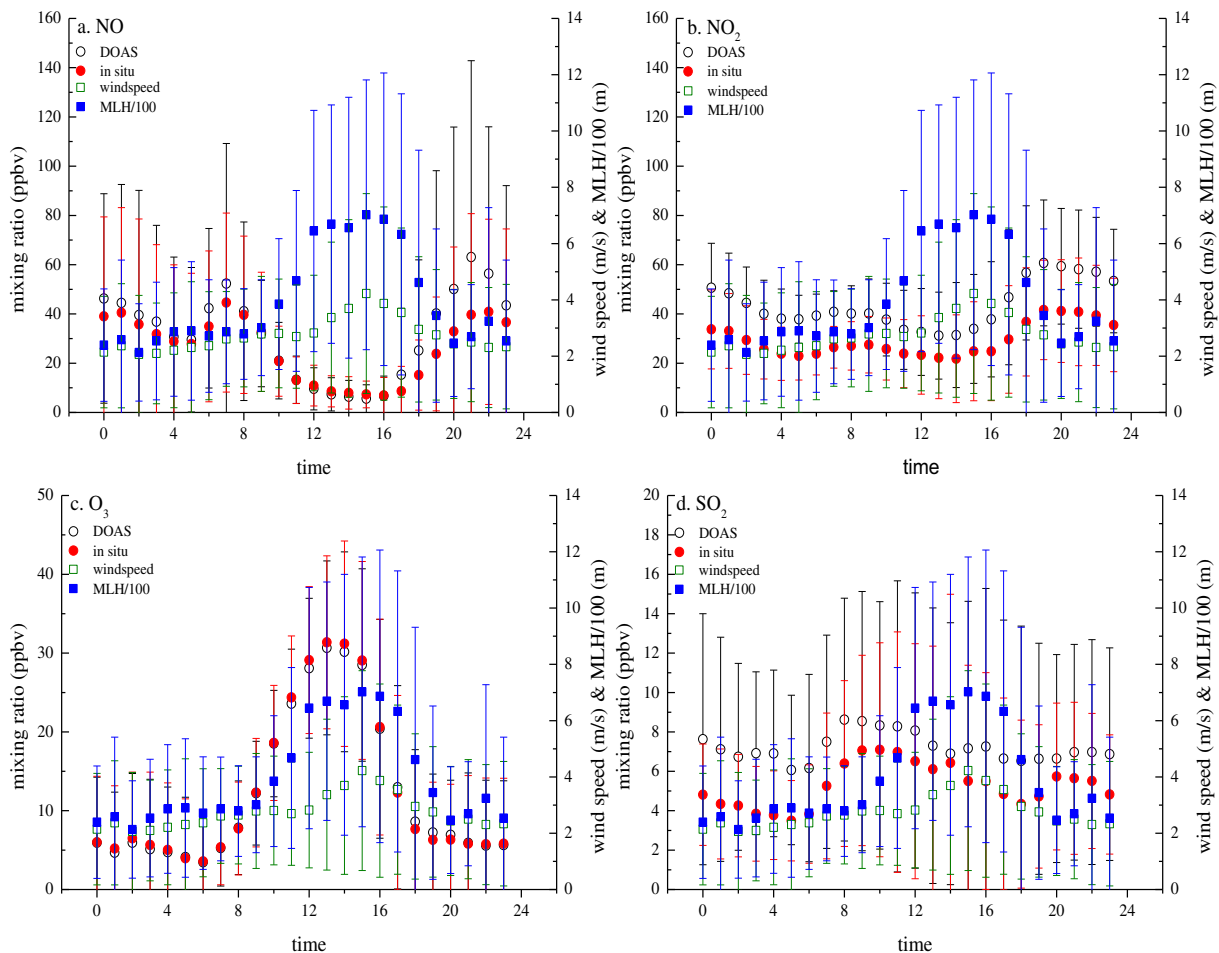 a. NO
DOAS
in situ
windspeed
MLH/100
mixing ratio (ppbv)
160
140
120
100
80
60
40
20
0
14
12
10
8
6
4
2
0
wind speed (m/s) & MLH/100 (m)
0 4 8 12 16 20 24
time
b. NO2
DOAS
in situ
windspeed
MLH/100
mixing ratio (ppbv)
160
140
120
100
80
60
40
20
0
14
12
10
8
6
4
2
0
wind speed (m/s) & MLH/100 (m)
0 4 8 12 16 20 24
time
c. O3
DOAS
in situ
windspeed
MLH/100
mixing ratio (ppbv)
50
40
30
20
10
0
14
12
10
8
6
4
2
0
wind speed (m/s) & MLH/100 (m)
0 4 8 12 16 20 24
time
d. SO2
DOAS
in situ
windspeed
MLH/100
mixing ratio (ppbv)
20
18
16
14
12
10
8
6
4
2
0
14
12
10
8
6
4
2
0
wind speed (m/s) & MLH/100 (m)
0 4 8 12 16 20 24
time